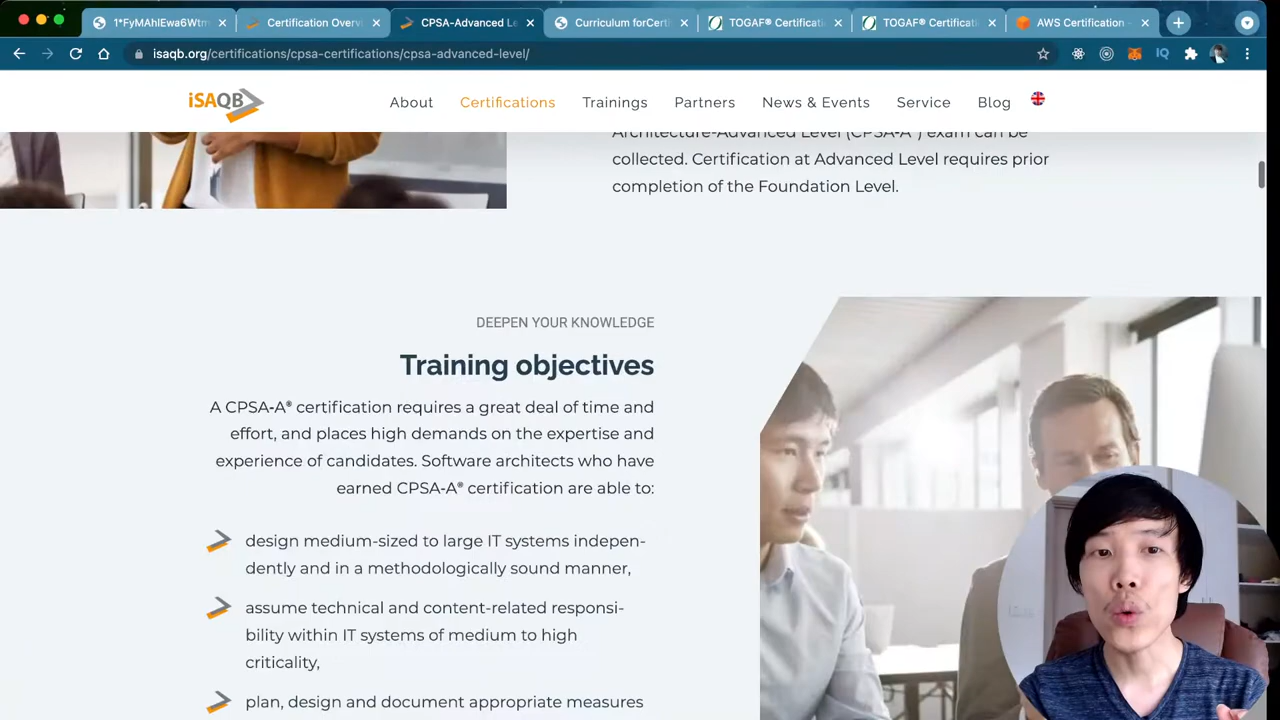 1*FyMAhIEwa6Wtm
Certification Overv
CPSA-Advanced Le
Curriculum forCerti
TOGAF® Certificati
TOGAF® Certificati
AWS Certification -
isaqb.org/certifications/cpsa-certifications/cpsa-advanced-level/
IQ
iSAQB
About
Certifications
Trainings
Partners
News & Events
Service
Blog
Architecture-Advanced Level (CPSA-A®) exam can be
collected. Certification at Advanced Level requires prior
completion of the Foundation Level.
DEEPEN YOUR KNOWLEDGE
Training objectives
A CPSA-A® certification requires a great deal of time and
effort, and places high demands on the expertise and
experience of candidates. Software architects who have
earned CPSA-A® certification are able to:
design medium-sized to large IT systems indepen-
dently and in a methodologically sound manner,
assume technical and content-related responsi-
bility within IT systems of medium to high
criticality,
plan, design and document appropriate measures